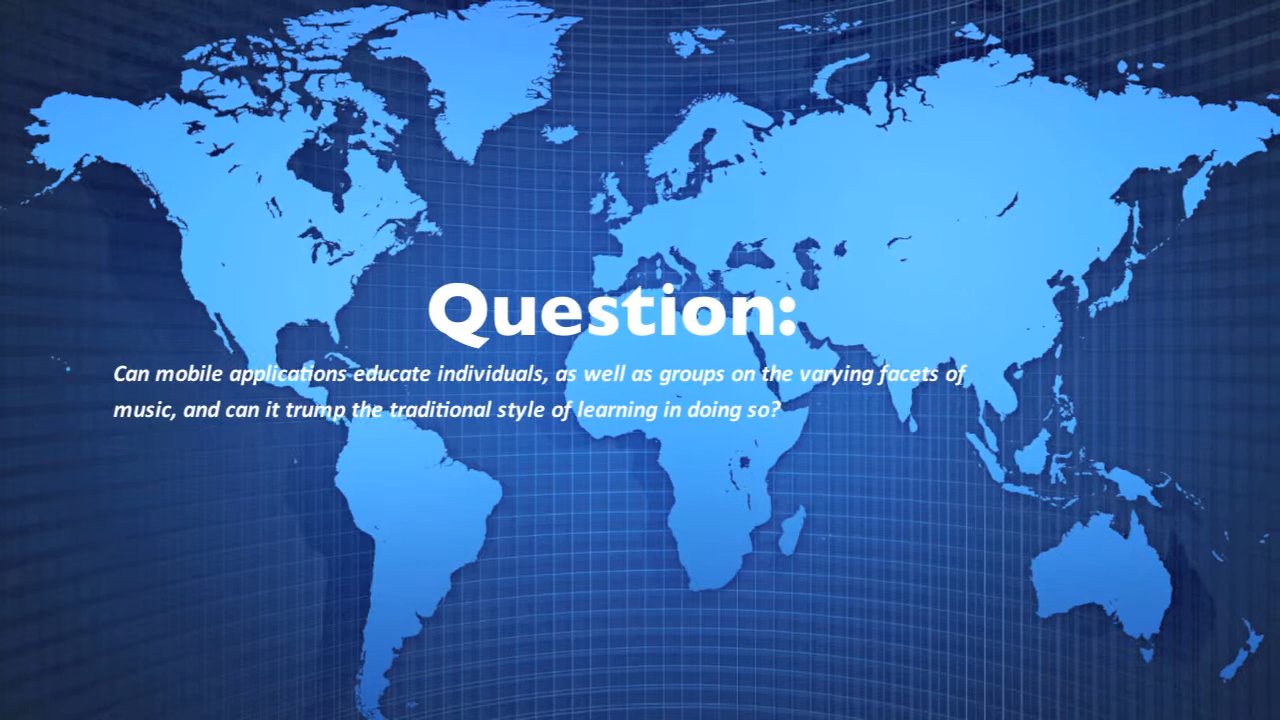 Question:
Can mobile applications educate individuals, as well as groups on the varying facets of
music, and can it trump the traditional style of learning in doing so?